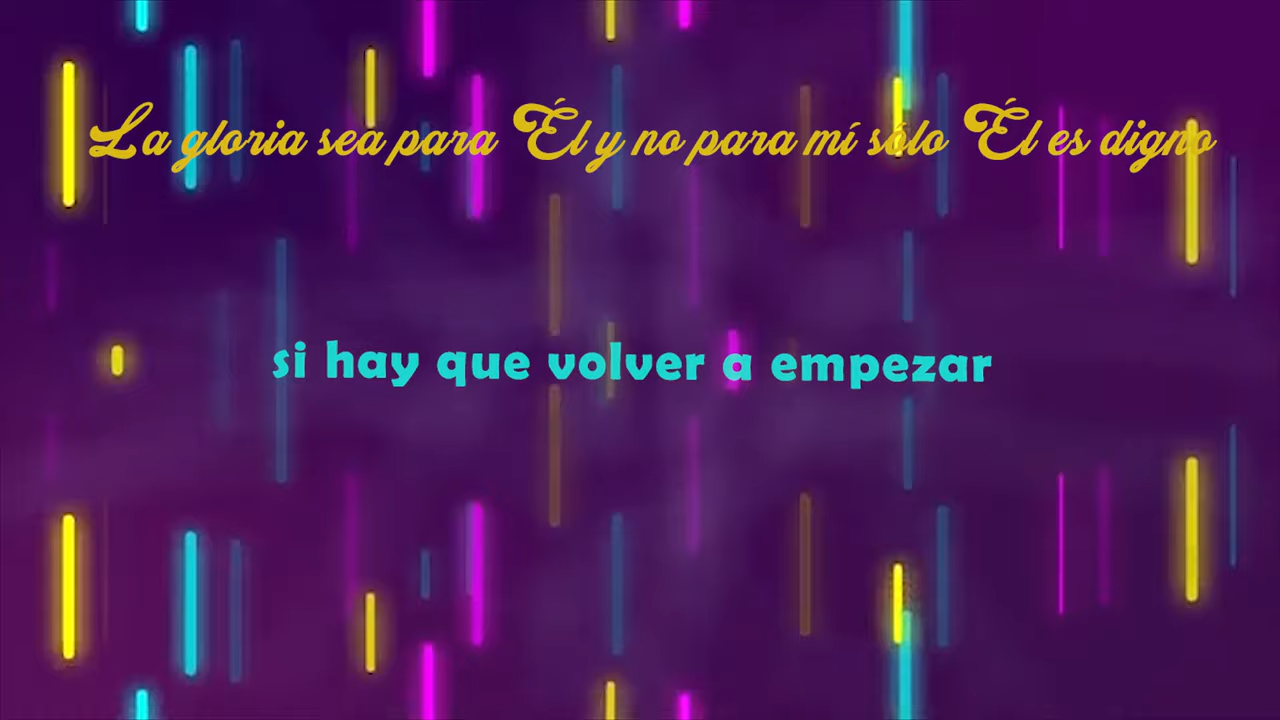 La gloria sea para Él y no para mí sólo Él es digno
si hay que volver a empezar